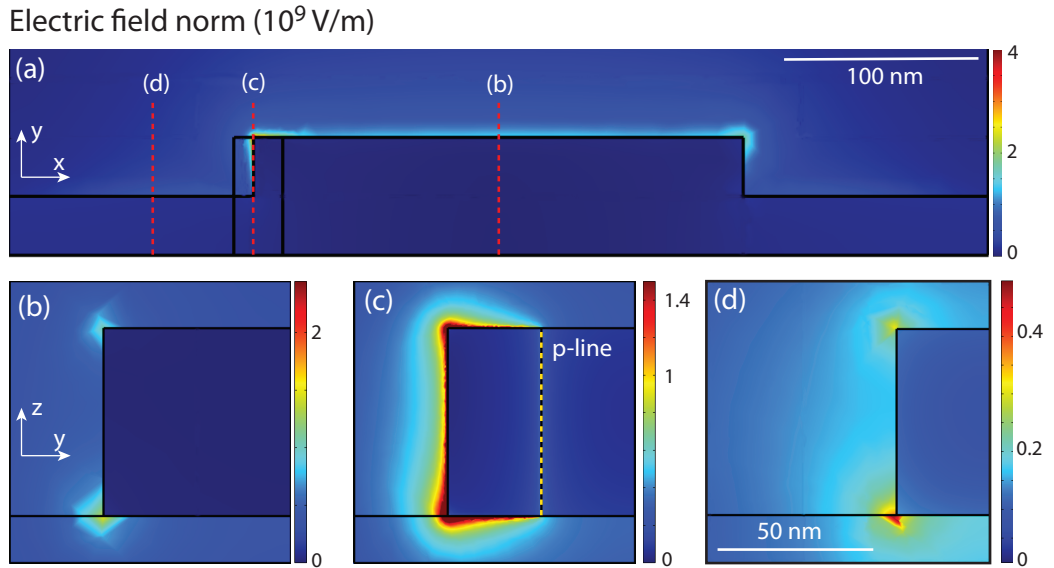 Electric field norm (10⁹ V/m)
(a)
(d)
(c)
(b)
100 nm
4
2
0
y
x
(b)
2
0
z
y
(c)
p-line
1.4
1
0
(d)
50 nm
0.4
0.2
0